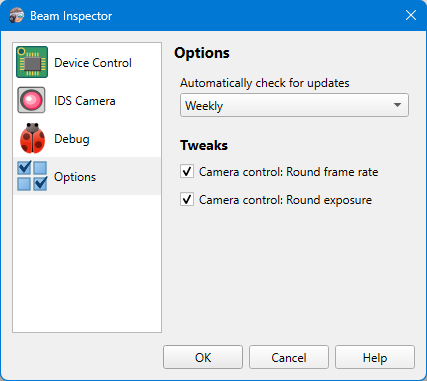 Beam Inspector
Device Control
IDS Camera
Debug
Options
Options
Automatically check for updates
Weekly
Tweaks
Camera control: Round frame rate
Camera control: Round exposure
OK
Cancel
Help